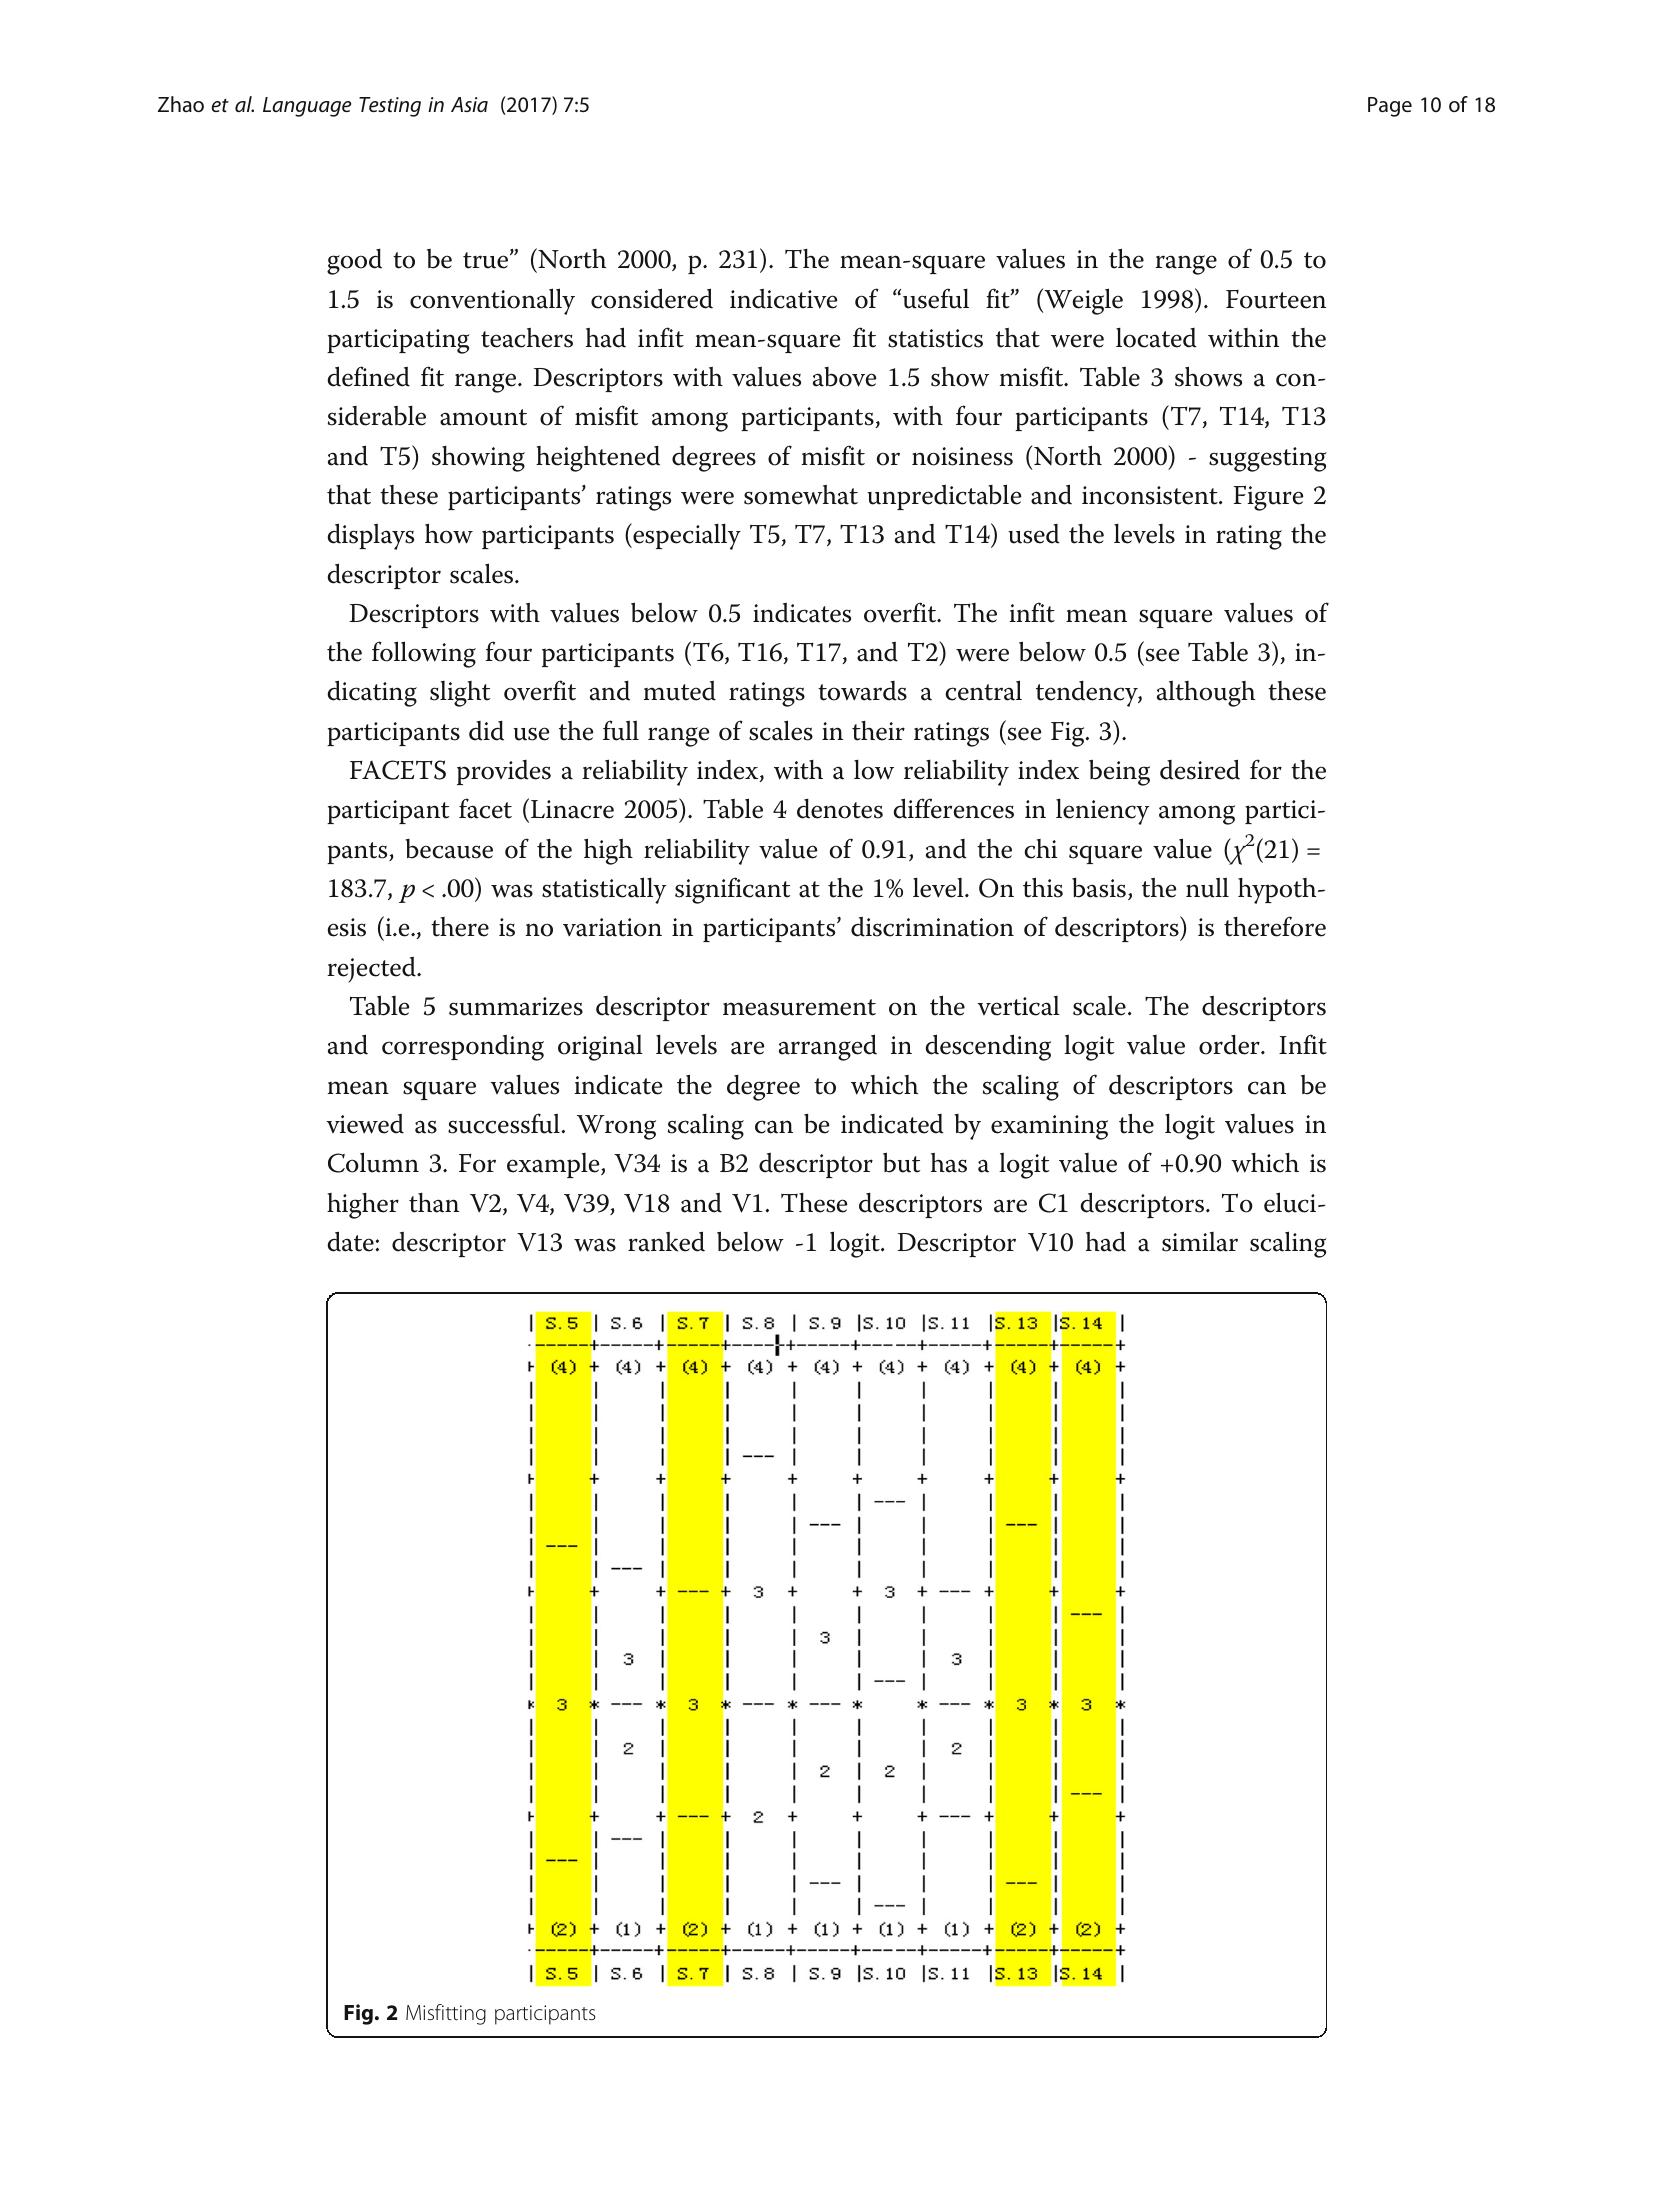 Zhao et al. Language Testing in Asia (2017) 7:5
Page 10 of 18
good to be true” (North 2000, p. 231). The mean-square values in the range of 0.5 to
1.5 is conventionally considered indicative of “useful fit” (Weigle 1998). Fourteen
participating teachers had infit mean-square fit statistics that were located within the
defined fit range. Descriptors with values above 1.5 show misfit. Table 3 shows a con-
siderable amount of misfit among participants, with four participants (T7, T14, T13
and T5) showing heightened degrees of misfit or noisiness (North 2000) - suggesting
that these participants’ ratings were somewhat unpredictable and inconsistent. Figure 2
displays how participants (especially T5, T7, T13 and T14) used the levels in rating the
descriptor scales.
Descriptors with values below 0.5 indicates overfit. The infit mean square values of
the following four participants (T6, T16, T17, and T2) were below 0.5 (see Table 3), in-
dicating slight overfit and muted ratings towards a central tendency, although these
participants did use the full range of scales in their ratings (see Fig. 3).
FACETS provides a reliability index, with a low reliability index being desired for the
participant facet (Linacre 2005). Table 4 denotes differences in leniency among partici-
pants, because of the high reliability value of 0.91, and the chi square value (χ²(21) =
183.7, p < .00) was statistically significant at the 1% level. On this basis, the null hypoth-
esis (i.e., there is no variation in participants’ discrimination of descriptors) is therefore
rejected.
Table 5 summarizes descriptor measurement on the vertical scale. The descriptors
and corresponding original levels are arranged in descending logit value order. Infit
mean square values indicate the degree to which the scaling of descriptors can be
viewed as successful. Wrong scaling can be indicated by examining the logit values in
Column 3. For example, V34 is a B2 descriptor but has a logit value of +0.90 which is
higher than V2, V4, V39, V18 and V1. These descriptors are C1 descriptors. To eluci-
date: descriptor V13 was ranked below -1 logit. Descriptor V10 had a similar scaling
| S.5 | S.6 | S.7 | S.8 | S.9 |S.10 |S.11 |S.13 |S.14 |
+ (4) + (4) + (4) + (4) + (4) + (4) + (4) + (4) + (4) +
---
---
--- ---
---
---
--- 3 3 ---
---
3
3 3
---
* 3 * --- * 3 * --- * --- * * --- * 3 * 3 *
2 2
2 2
---
--- 2 ---
---
---
--- ---
---
+ (2) + (1) + (2) + (1) + (1) + (1) + (1) + (2) + (2) +
| S.5 | S.6 | S.7 | S.8 | S.9 |S.10 |S.11 |S.13 |S.14 |
Fig. 2 Misfitting participants